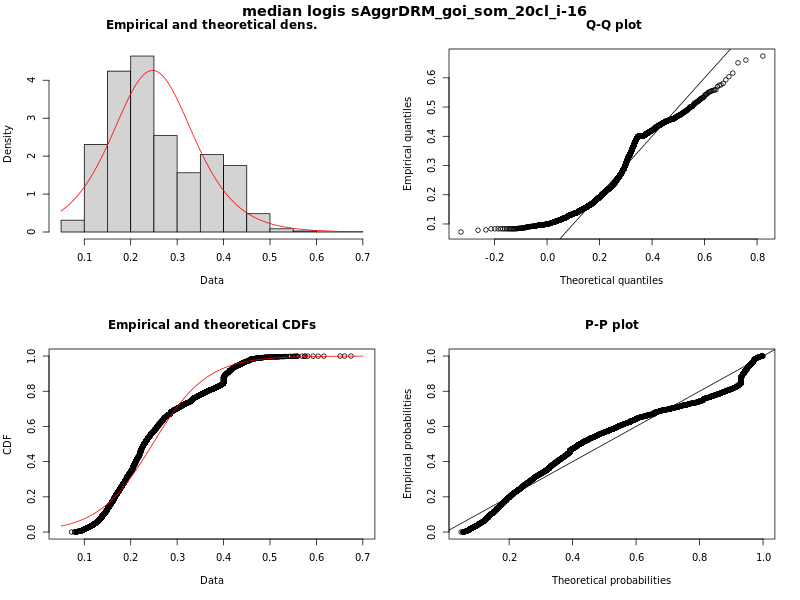 median logis sAggrDRM_goi_som_20cl_i-16
Empirical and theoretical dens.
Density
0 1 2 3 4
0.1 0.2 0.3 0.4 0.5 0.6 0.7
Data
Q-Q plot
Empirical quantiles
0.1 0.2 0.3 0.4 0.5 0.6
-0.2 0.0 0.2 0.4 0.6 0.8
Theoretical quantiles
Empirical and theoretical CDFs
CDF
0.0 0.2 0.4 0.6 0.8 1.0
0.1 0.2 0.3 0.4 0.5 0.6 0.7
Data
P-P plot
Empirical probabilities
0.0 0.2 0.4 0.6 0.8 1.0
0.2 0.4 0.6 0.8 1.0
Theoretical probabilities